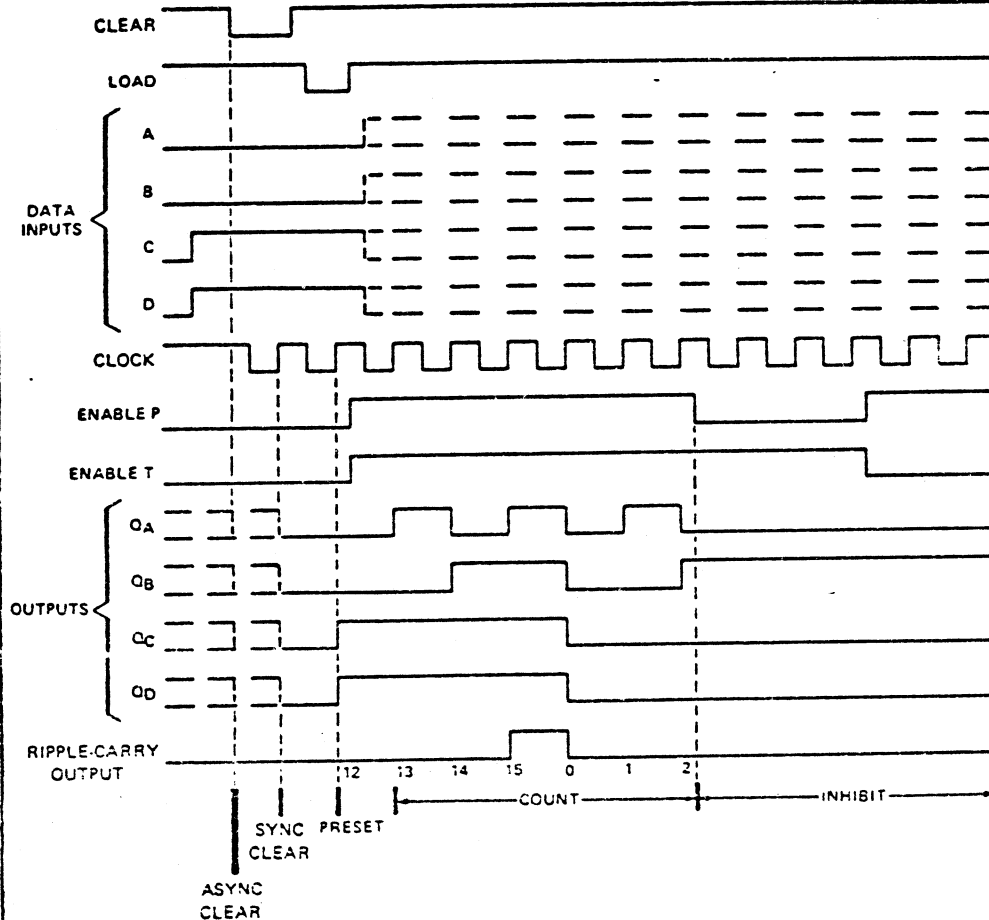 CLEAR
LOAD
A
B
DATA
INPUTS
C
D
CLOCK
ENABLE P
ENABLE T
QA
QB
OUTPUTS
QC
QD
RIPPLE-CARRY
OUTPUT
12 13 14 15 0 1 2
COUNT INHIBIT
SYNC PRESET
CLEAR
ASYNC
CLEAR